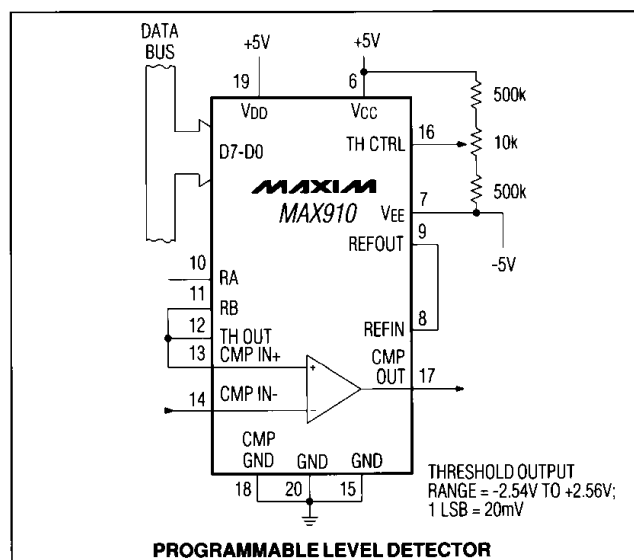 DATA
BUS
+5V
+5V
19
6
VDD
VCC
500k
D7-D0
TH CTRL
16
10k
MAXIM
MAX910
500k
VEE
7
REFOUT
9
-5V
10
RA
11
RB
12
TH OUT
REFIN
8
13
CMP IN+
+
CMP
OUT
17
14
CMP IN-
-
CMP
GND
GND
GND
18
20
15
THRESHOLD OUTPUT
RANGE = -2.54V TO +2.56V;
1 LSB = 20mV
PROGRAMMABLE LEVEL DETECTOR